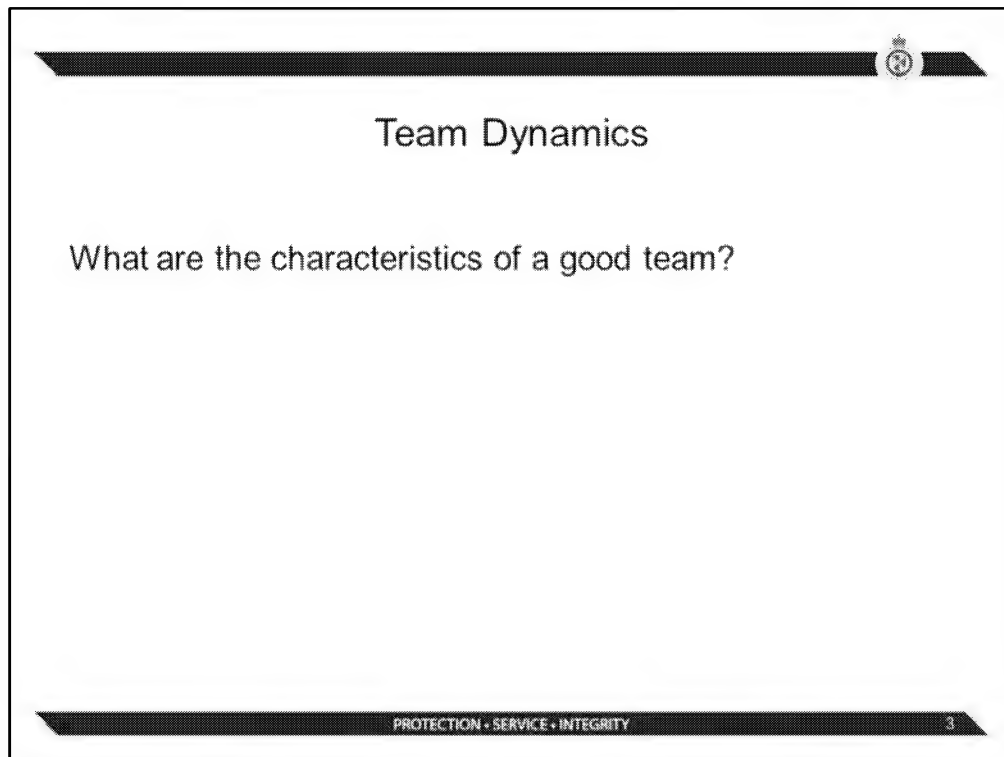 Team Dynamics
What are the characteristics of a good team?
PROTECTION • SERVICE • INTEGRITY
3